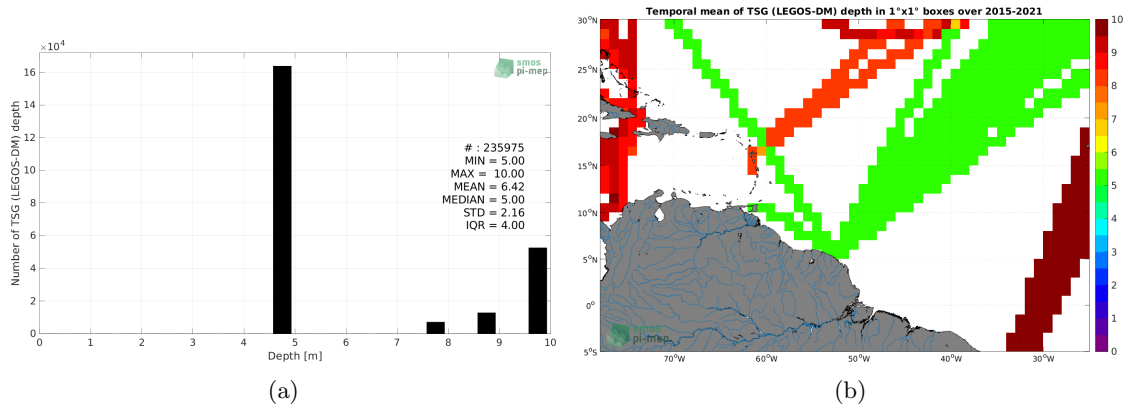 ×10⁴
16
14
12
10
8
6
4
2
0
Number of TSG (LEGOS-DM) depth
smos
pi-mep
# : 235975
MIN = 5.00
MAX = 10.00
MEAN = 6.42
MEDIAN = 5.00
STD = 2.16
IQR = 4.00
0 1 2 3 4 5 6 7 8 9 10
Depth [m]
(a)
Temporal mean of TSG (LEGOS-DM) depth in 1°x1° boxes over 2015-2021
30°N
25°N
20°N
15°N
10°N
5°N
0°
5°S
smos
pi-mep
70°W 60°W 50°W 40°W 30°W
10
9
8
7
6
5
4
3
2
1
0
(b)